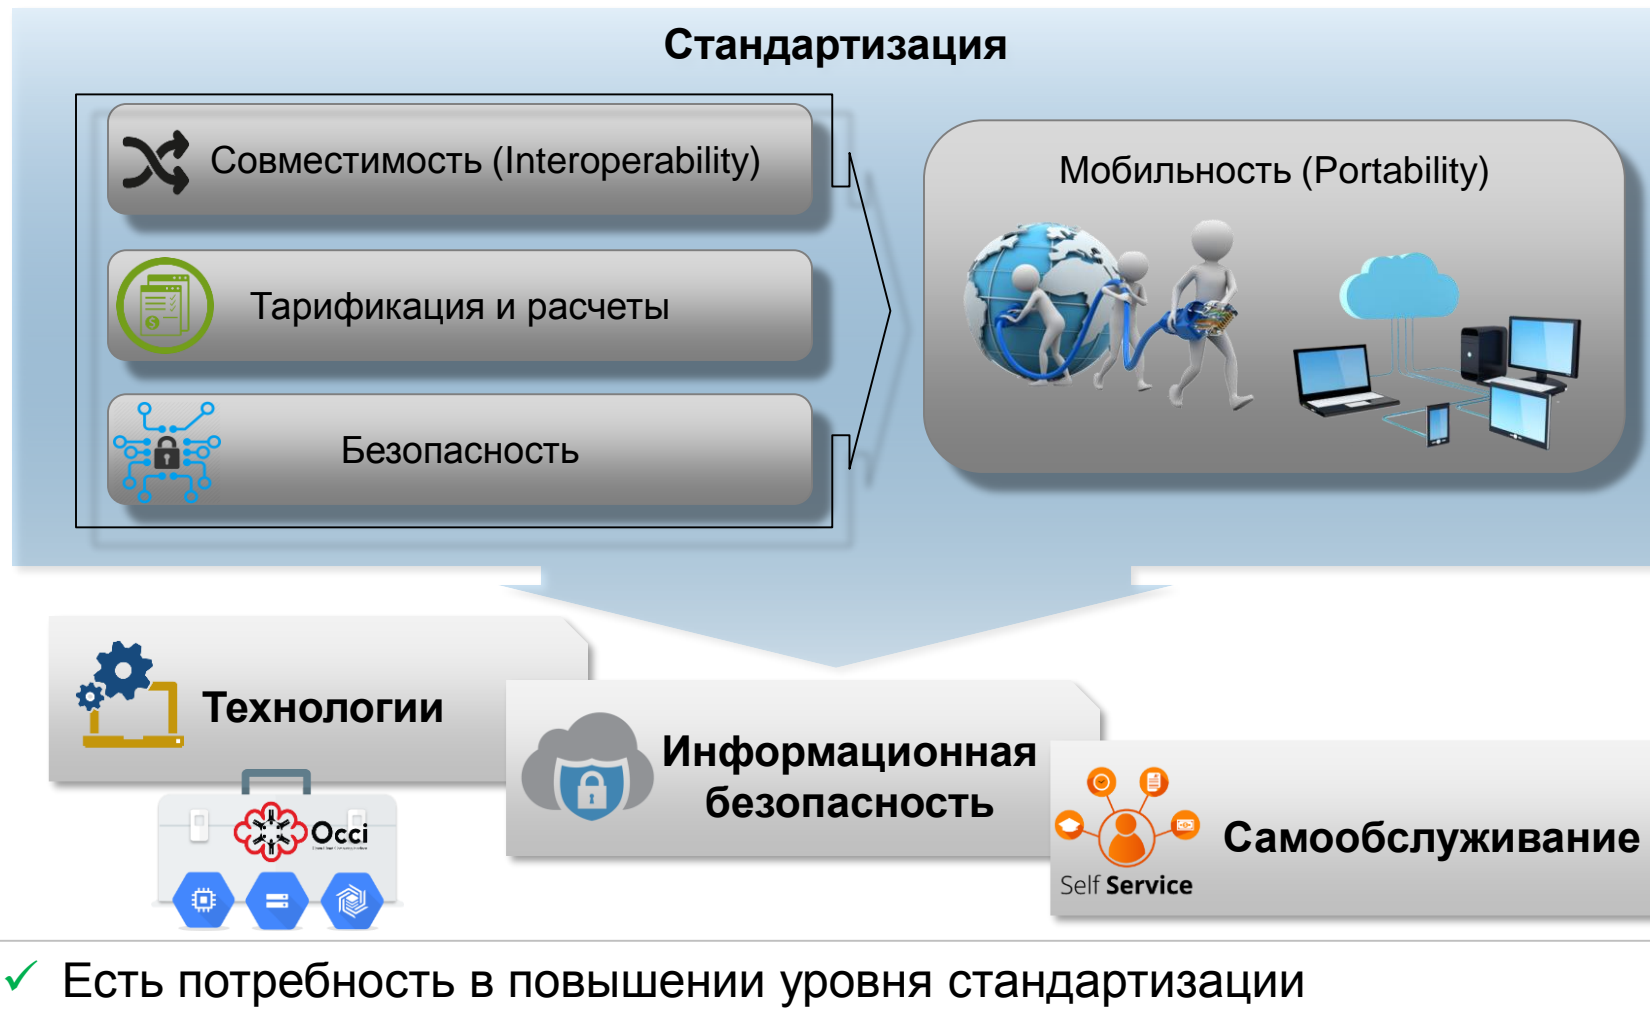 Стандартизация
Совместимость (Interoperability)
Тарификация и расчеты
Безопасность
Мобильность (Portability)
Технологии
Occi
Информационная
безопасность
Самообслуживание
Self Service
Есть потребность в повышении уровня стандартизации